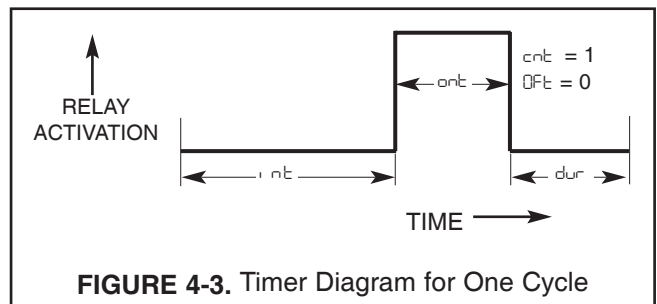 cnt = 1
OFt = 0
ont
RELAY
ACTIVATION
int
dur
TIME
FIGURE 4-3. Timer Diagram for One Cycle